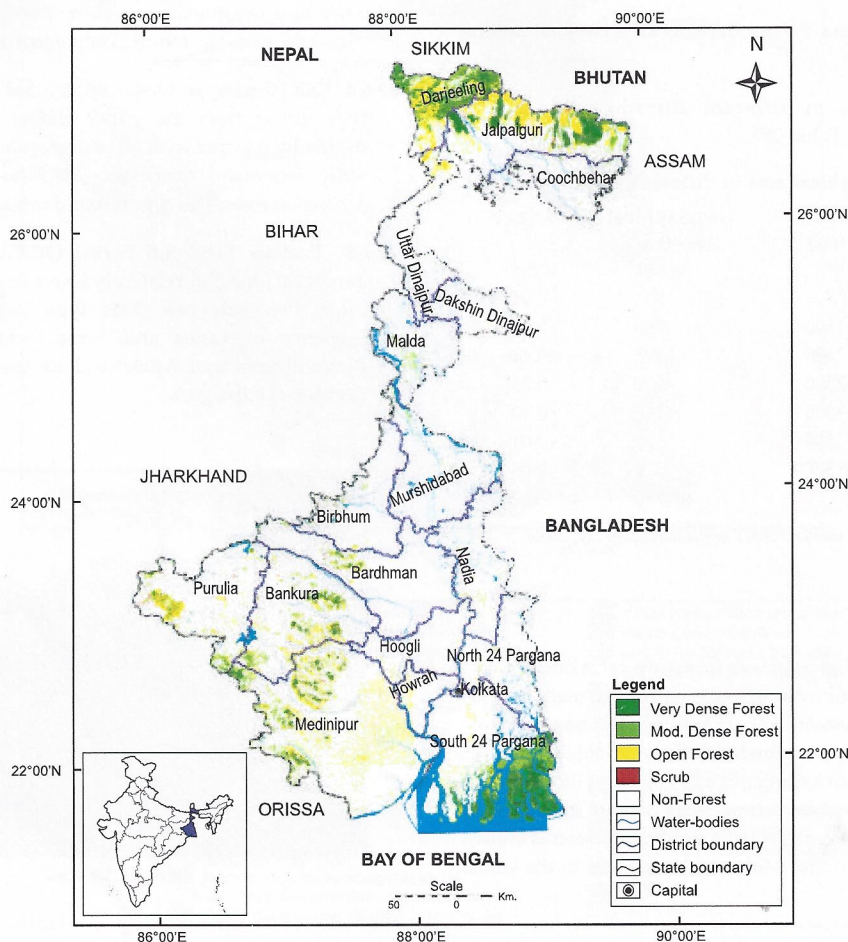 86°00'E
88°00'E
90°00'E
NEPAL
SIKKIM
N
BHUTAN
Darjeeling
Jalpaiguri
ASSAM
Coochbehar
26°00'N
26°00'N
BIHAR
Uttar Dinajpur
Dakshin Dinajpur
Malda
JHARKHAND
24°00'N
24°00'N
Murshidabad
Birbhum
BANGLADESH
Nadia
Bardhman
Purulia
Bankura
Hoogli
North 24 Pargana
Howrah
Kolkata
Medinipur
South 24 Pargana
22°00'N
22°00'N
ORISSA
BAY OF BENGAL
Legend
Very Dense Forest
Mod. Dense Forest
Open Forest
Scrub
Non-Forest
Water-bodies
District boundary
State boundary
Capital
Scale
50 0 Km.
86°00'E
88°00'E
90°00'E